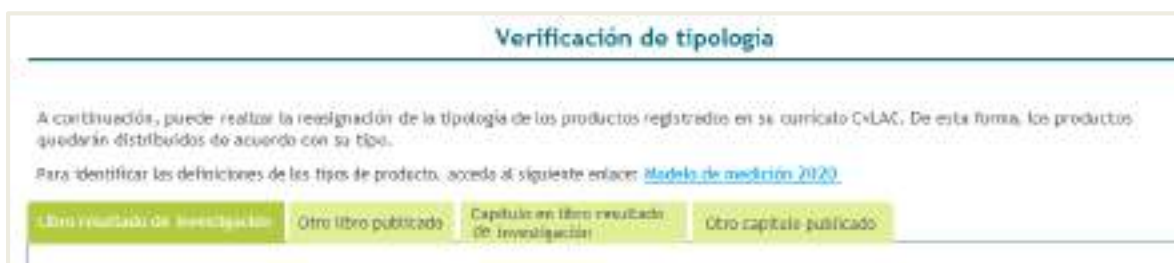 Verificación de tipología
A continuación, puede realizar la reasignación de la tipología de los productos registrados en su currículo CvLAC. De esta forma, los productos
quedarán distribuidos de acuerdo con su tipo.
Para identificar las definiciones de los tipos de producto, acceda al siguiente enlace: Modelo de medición 2020
Libro resultado de investigación
Otro libro publicado
Capítulo en libro resultado
de investigación
Otro capítulo publicado